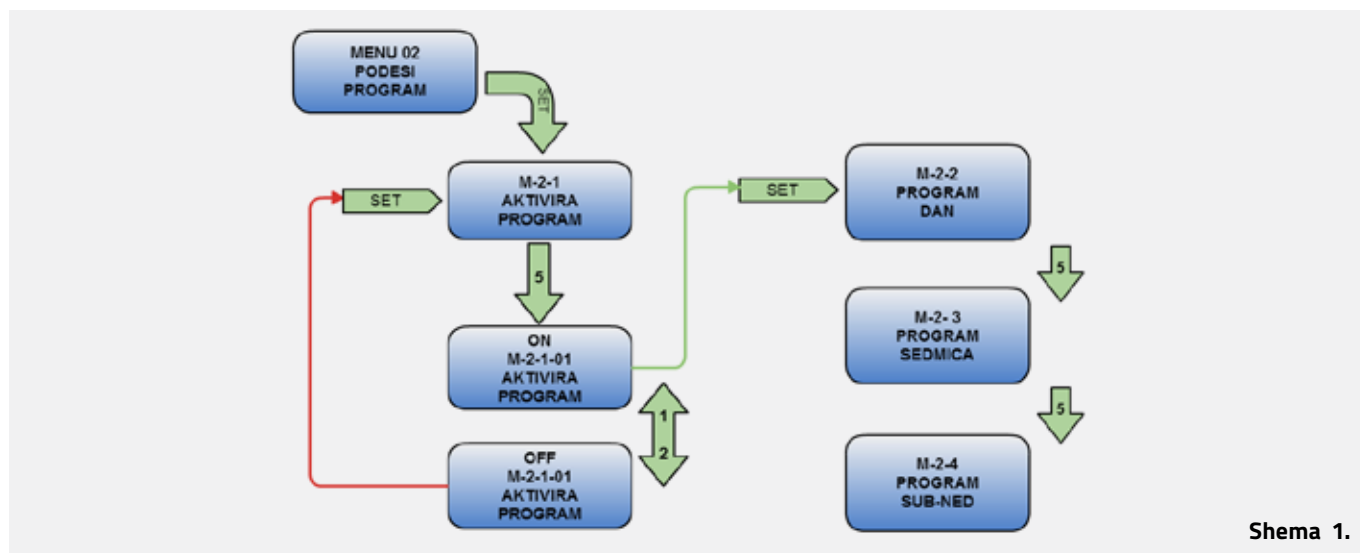 MENU 02
PODESI
PROGRAM
SET
M-2-1
AKTIVIRA
PROGRAM
SET
5
ON
M-2-1-01
AKTIVIRA
PROGRAM
1
2
OFF
M-2-1-01
AKTIVIRA
PROGRAM
SET
M-2-2
PROGRAM
DAN
5
M-2- 3
PROGRAM
SEDMICA
5
M-2-4
PROGRAM
SUB-NED
Shema 1.